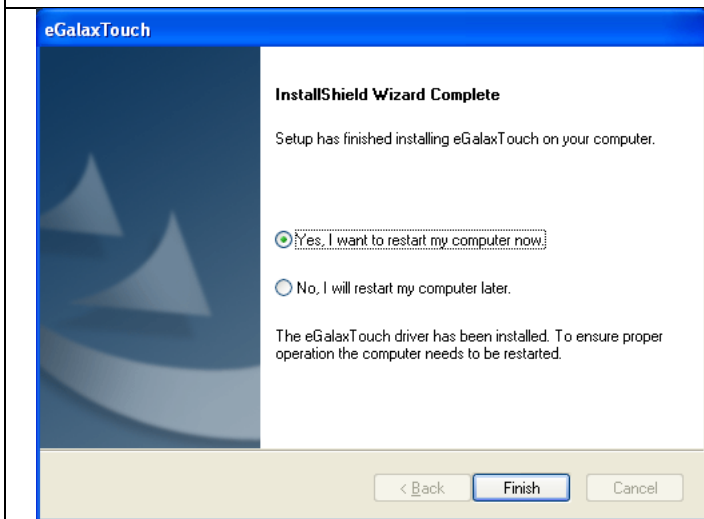 eGalaxTouch
InstallShield Wizard Complete
Setup has finished installing eGalaxTouch on your computer.
Yes, I want to restart my computer now.
No, I will restart my computer later.
The eGalaxTouch driver has been installed. To ensure proper
operation the computer needs to be restarted.
< Back Finish Cancel